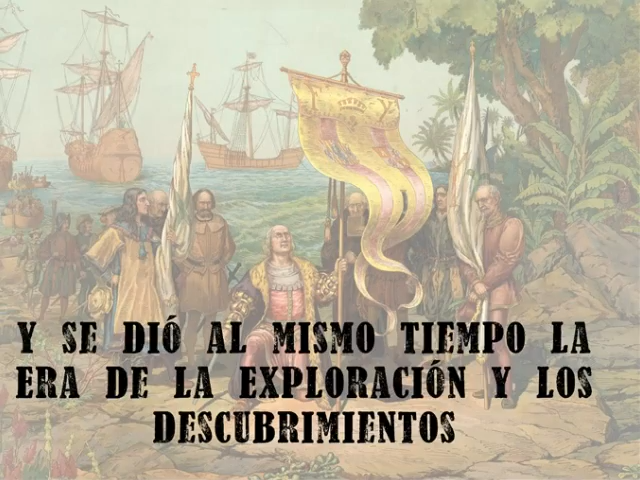 Y SE DIÓ AL MISMO TIEMPO LA
ERA DE LA EXPLORACIÓN Y LOS
DESCUBRIMIENTOS